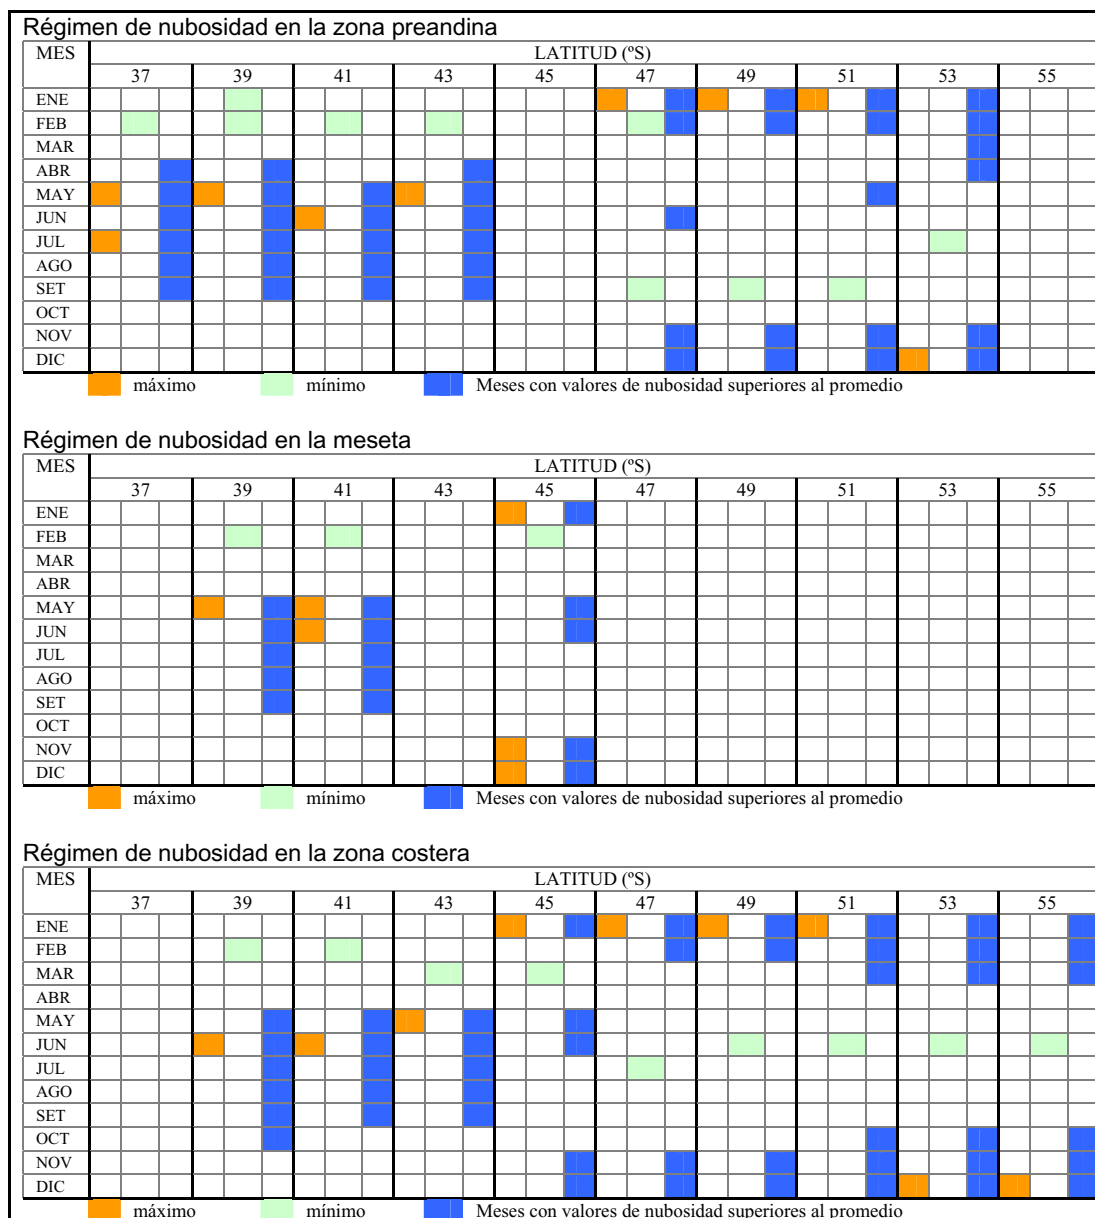 Régimen de nubosidad en la zona preandina
MES LATITUD (ºS)
37 39 41 43 45 47 49 51 53 55
ENE
FEB
MAR
ABR
MAY
JUN
JUL
AGO
SET
OCT
NOV
DIC
máximo mínimo Meses con valores de nubosidad superiores al promedio
Régimen de nubosidad en la meseta
MES LATITUD (ºS)
37 39 41 43 45 47 49 51 53 55
ENE
FEB
MAR
ABR
MAY
JUN
JUL
AGO
SET
OCT
NOV
DIC
máximo mínimo Meses con valores de nubosidad superiores al promedio
Régimen de nubosidad en la zona costera
MES LATITUD (ºS)
37 39 41 43 45 47 49 51 53 55
ENE
FEB
MAR
ABR
MAY
JUN
JUL
AGO
SET
OCT
NOV
DIC
máximo mínimo Meses con valores de nubosidad superiores al promedio